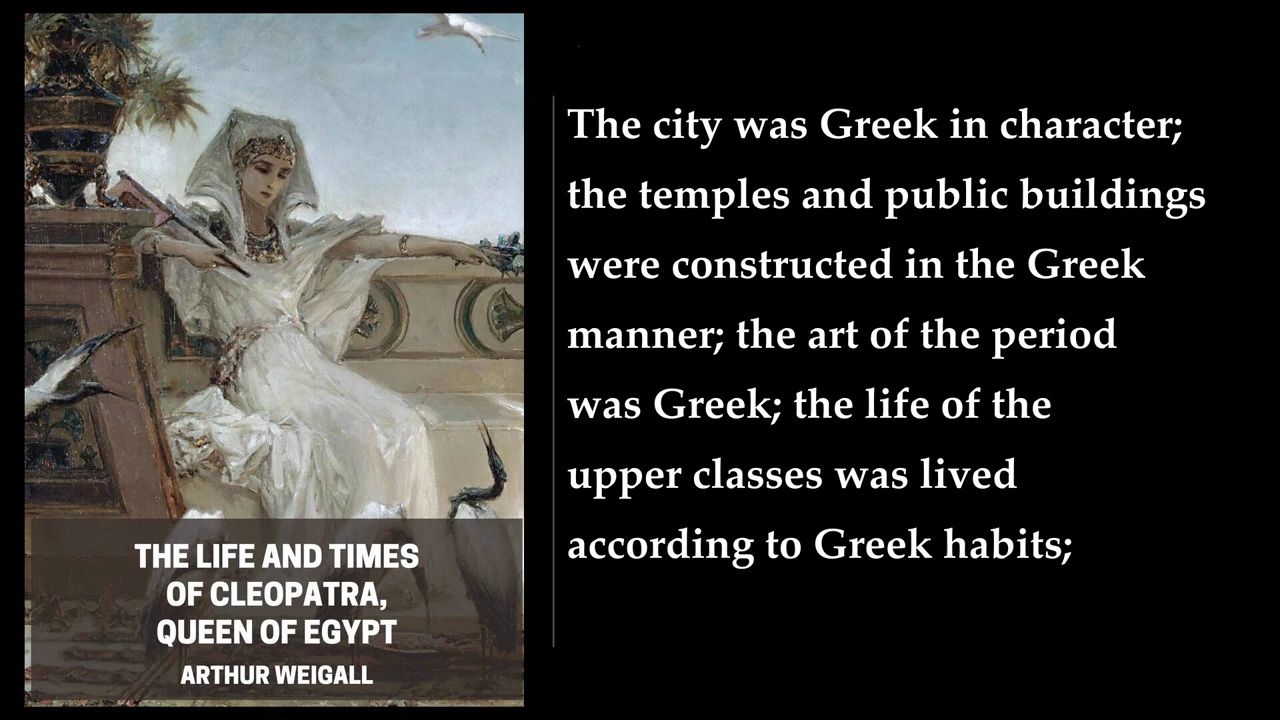 THE LIFE AND TIMES
OF CLEOPATRA,
QUEEN OF EGYPT
ARTHUR WEIGALL
The city was Greek in character;
the temples and public buildings
were constructed in the Greek
manner; the art of the period
was Greek; the life of the
upper classes was lived
according to Greek habits;